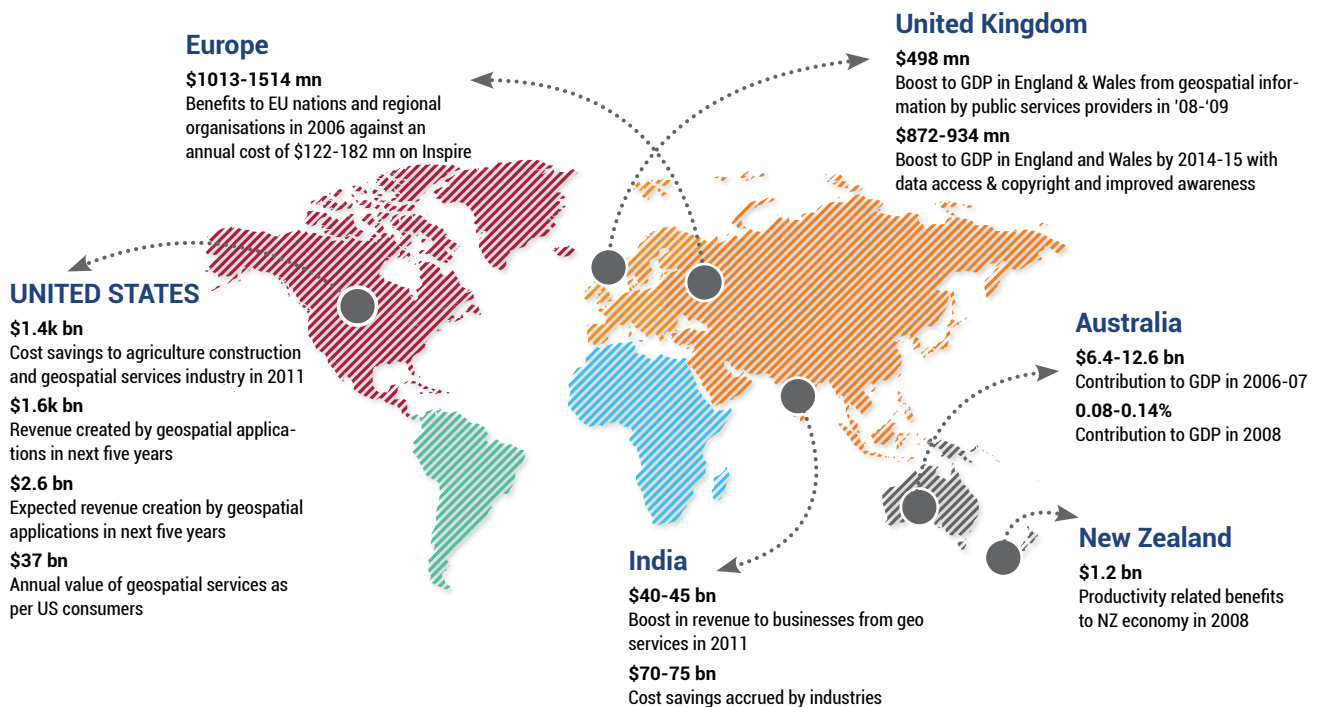 Europe
$1013-1514 mn
Benefits to EU nations and regional
organisations in 2006 against an
annual cost of $122-182 mn on Inspire
United Kingdom
$498 mn
Boost to GDP in England & Wales from geospatial infor-
mation by public services providers in '08-‘09
$872-934 mn
Boost to GDP in England and Wales by 2014-15 with
data access & copyright and improved awareness
UNITED STATES
$1.4k bn
Cost savings to agriculture construction
and geospatial services industry in 2011
$1.6k bn
Revenue created by geospatial applica-
tions in next five years
$2.6 bn
Expected revenue creation by geospatial
applications in next five years
$37 bn
Annual value of geospatial services as
per US consumers
Australia
$6.4-12.6 bn
Contribution to GDP in 2006-07
0.08-0.14%
Contribution to GDP in 2008
India
$40-45 bn
Boost in revenue to businesses from geo
services in 2011
$70-75 bn
Cost savings accrued by industries
New Zealand
$1.2 bn
Productivity related benefits
to NZ economy in 2008